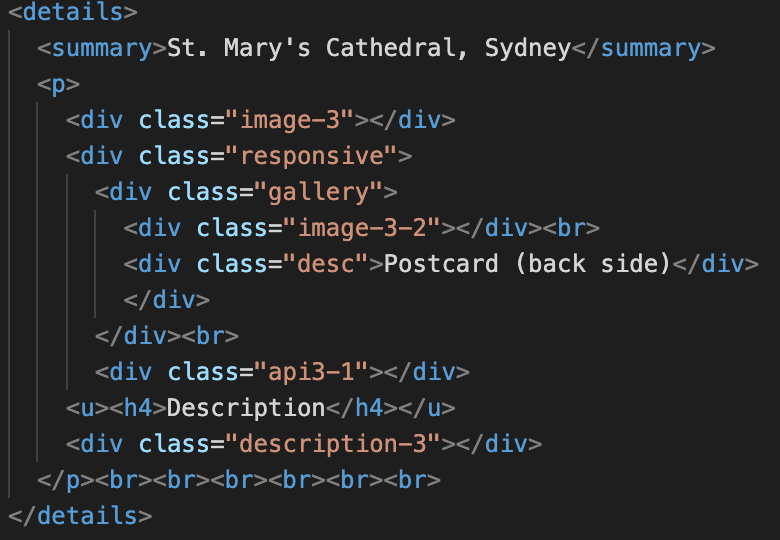 <details>
<summary>St. Mary's Cathedral, Sydney</summary>
<p>
<div class="image-3"></div>
<div class="responsive">
<div class="gallery">
<div class="image-3-2"></div><br>
<div class="desc">Postcard (back side)</div>
</div>
</div><br>
<div class="api3-1"></div>
<u><h4>Description</h4></u>
<div class="description-3"></div>
</p><br><br><br><br><br><br>
</details>